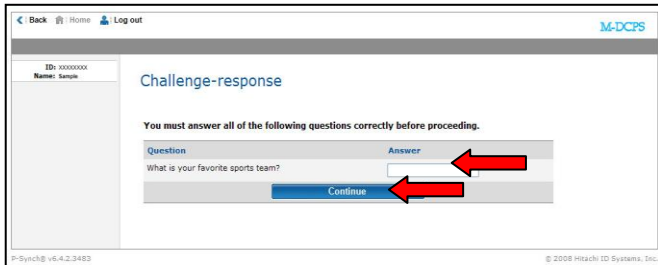 Back Home Log out
M-DCPS
ID: XXXXXXXX
Name: Sample
Challenge-response
You must answer all of the following questions correctly before proceeding.
Question Answer
What is your favorite sports team?
Continue
P-Synch® v6.4.2.3483 © 2008 Hitachi ID Systems, Inc.